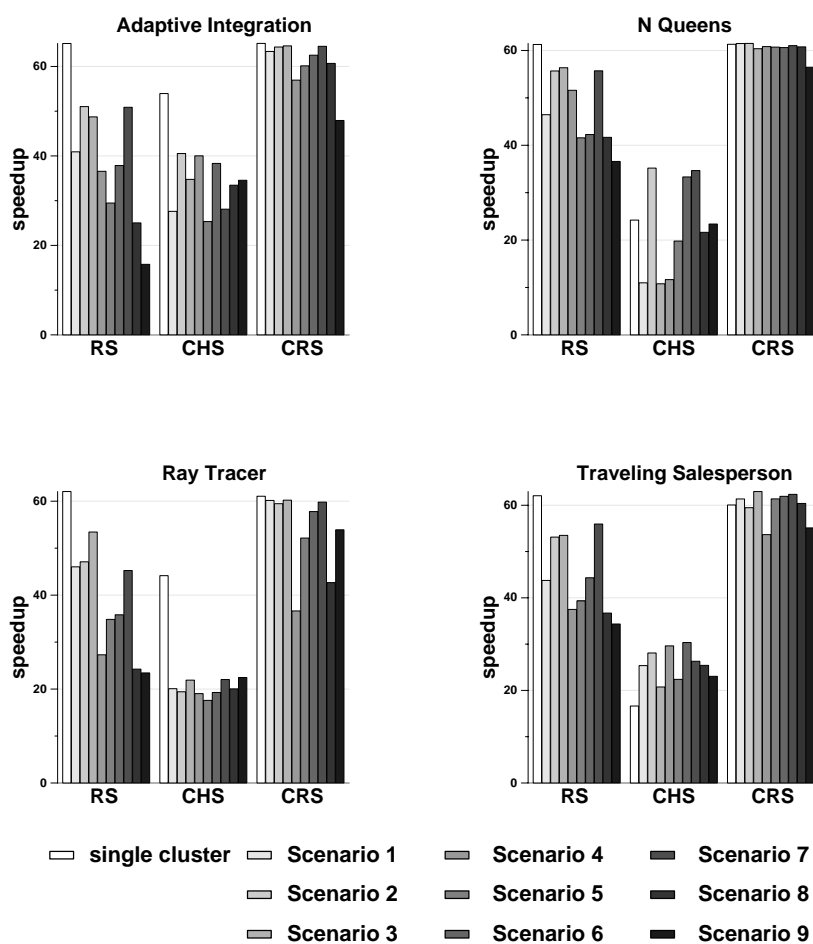 Adaptive Integration
60
40
20
0
speedup
RS CHS CRS
N Queens
60
40
20
0
speedup
RS CHS CRS
Ray Tracer
60
40
20
0
speedup
RS CHS CRS
Traveling Salesperson
60
40
20
0
speedup
RS CHS CRS
single cluster Scenario 1 Scenario 4 Scenario 7
Scenario 2 Scenario 5 Scenario 8
Scenario 3 Scenario 6 Scenario 9